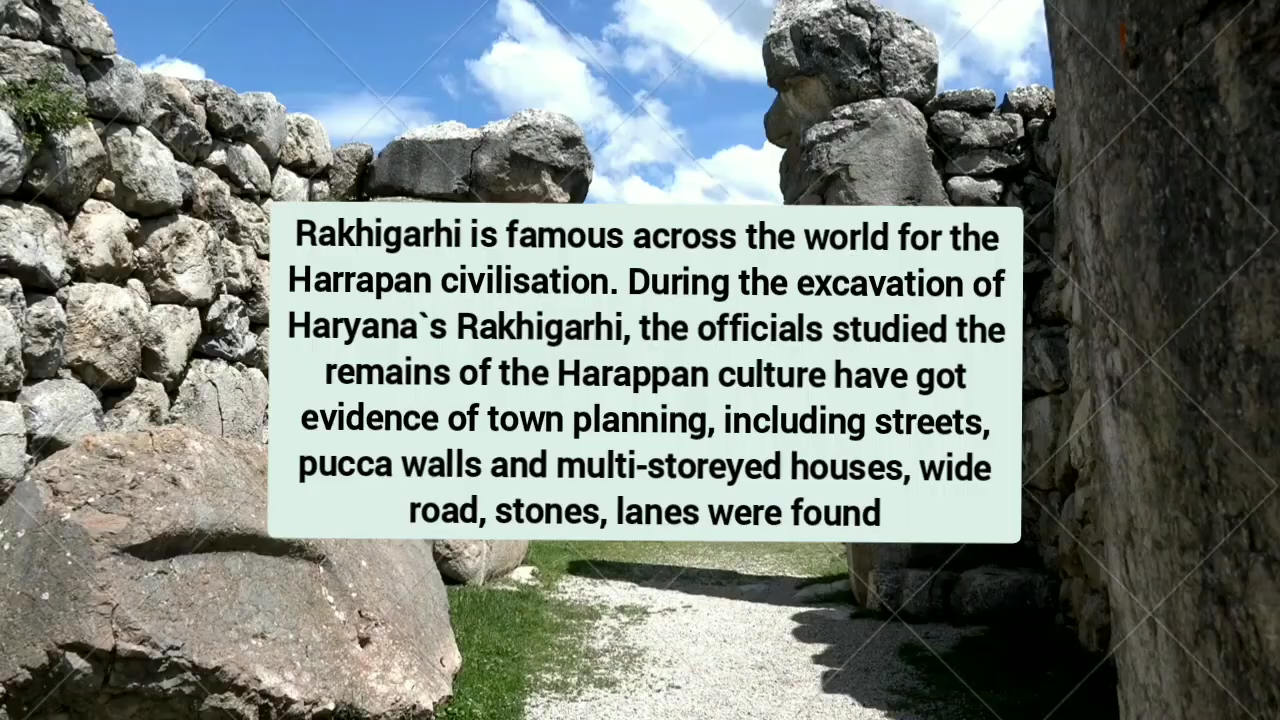 Rakhigarhi is famous across the world for the
Harrapan civilisation. During the excavation of
Haryana`s Rakhigarhi, the officials studied the
remains of the Harappan culture have got
evidence of town planning, including streets,
pucca walls and multi-storeyed houses, wide
road, stones, lanes were found